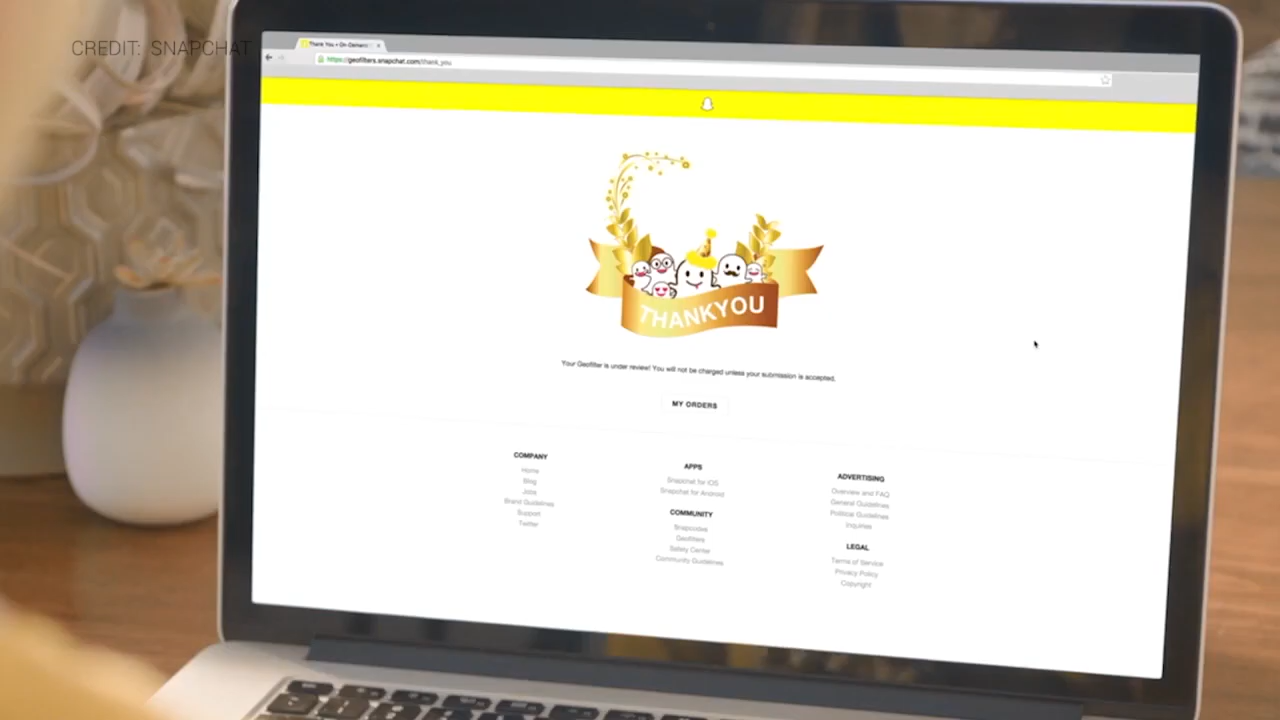 CREDIT: SNAPCHAT
Thank You • On-Demand
https://geofilters.snapchat.com/thank_you
THANKYOU
Your Geofilter is under review! You will not be charged unless your submission is accepted.
MY ORDERS
COMPANY
Home
Blog
Jobs
Brand Guidelines
Support
Twitter
APPS
Snapchat for iOS
Snapchat for Android
COMMUNITY
Snapcodes
Geofilters
Safety Center
Community Guidelines
ADVERTISING
Overview and FAQ
General Guidelines
Political Guidelines
Inquiries
LEGAL
Terms of Service
Privacy Policy
Copyright